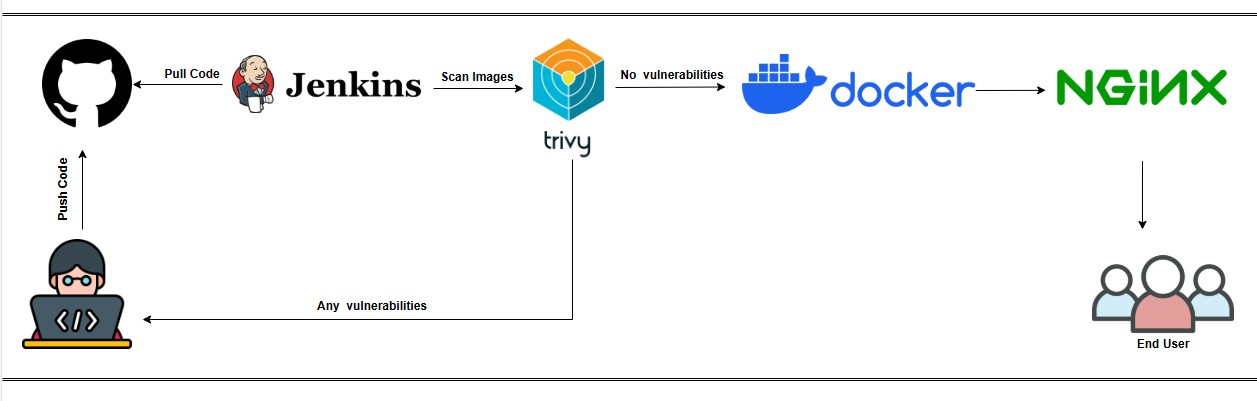 Pull Code
Jenkins
Scan Images
trivy
No vulnerabilities
docker
NGiNX
Push Code
</>
Any vulnerabilities
End User